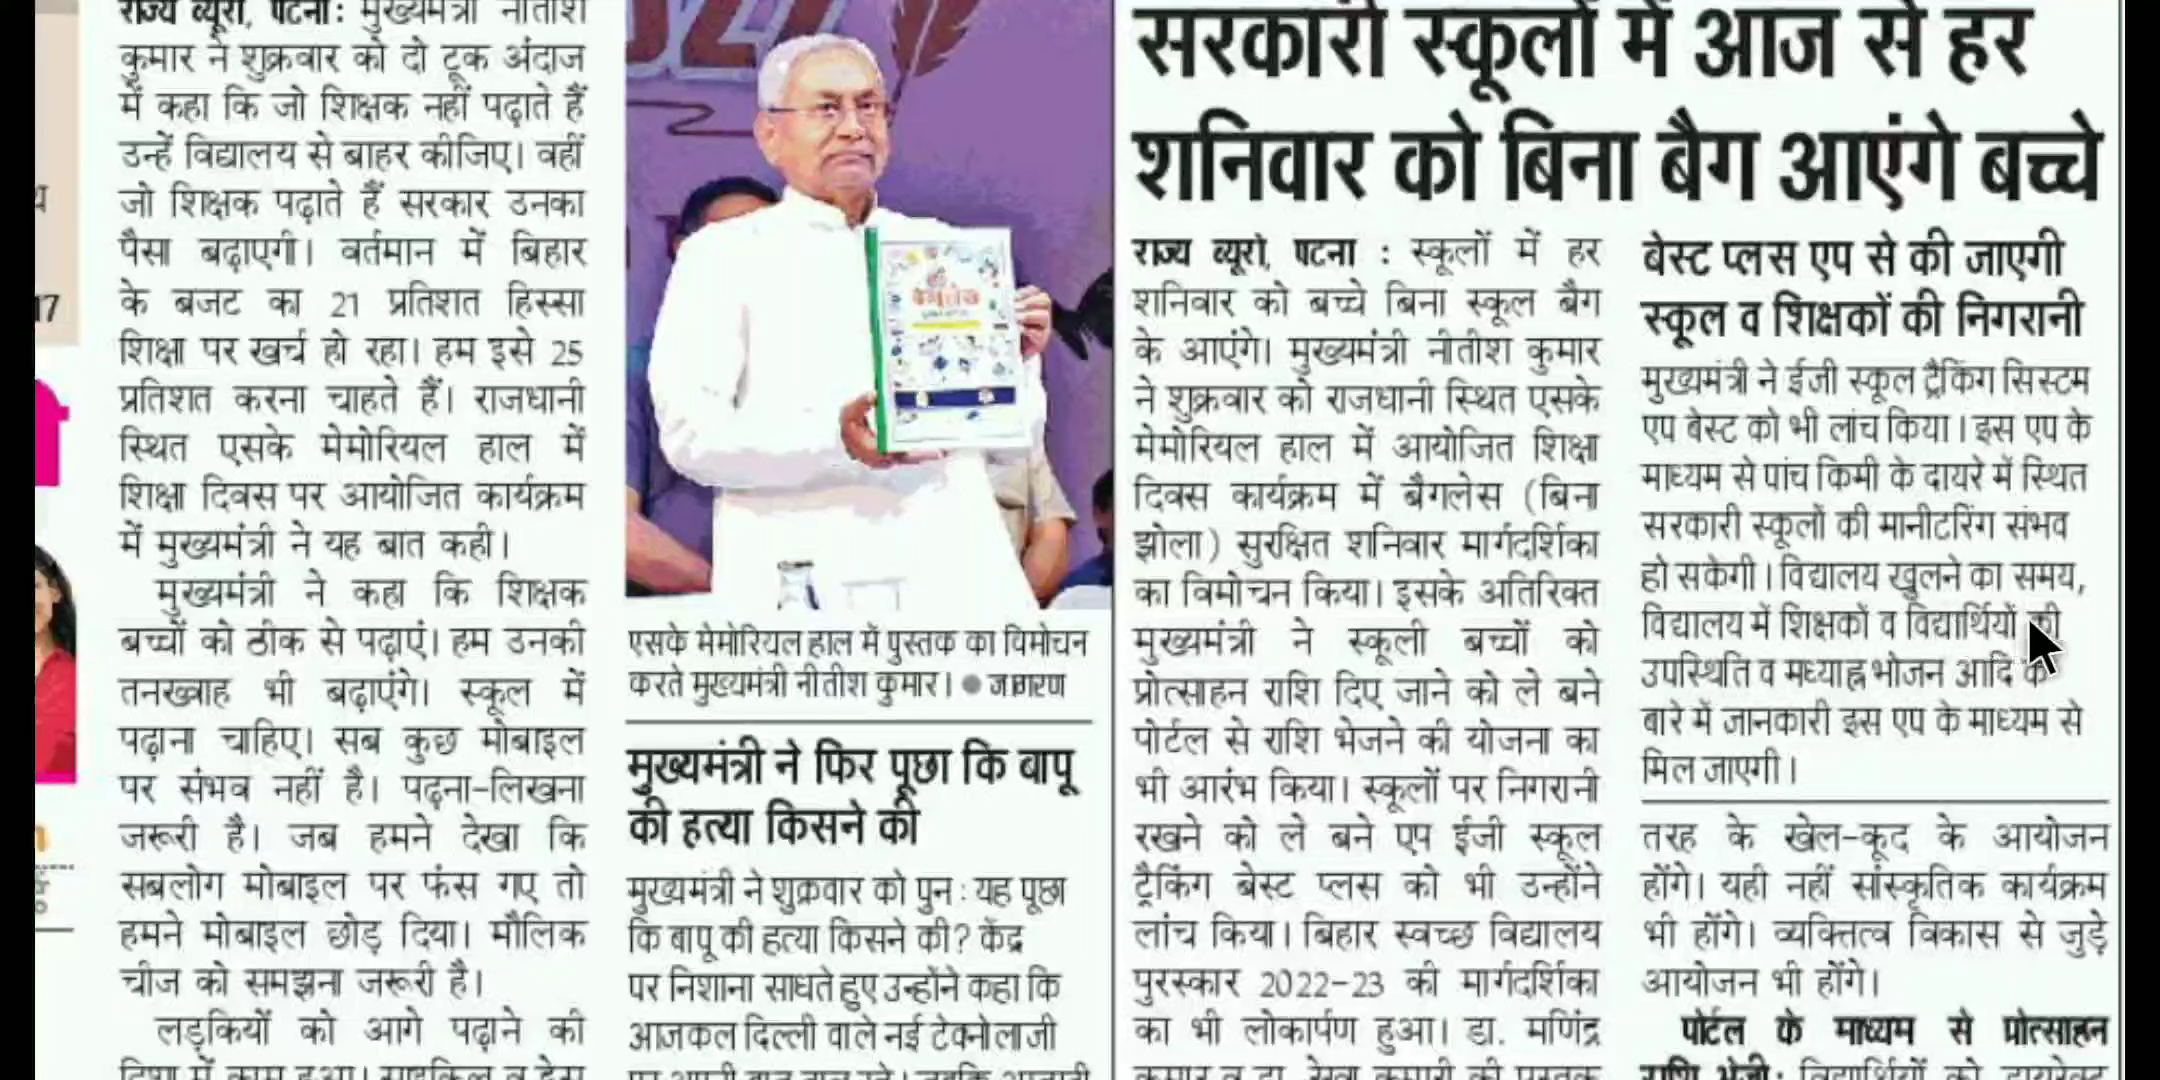 राज्य ब्यूरो, पटना: मुख्यमंत्री नीतीश
कुमार ने शुक्रवार को दो टूक अंदाज
में कहा कि जो शिक्षक नहीं पढ़ाते हैं
उन्हें विद्यालय से बाहर कीजिए। वहीं
जो शिक्षक पढ़ाते हैं सरकार उनका
पैसा बढ़ाएगी। वर्तमान में बिहार
के बजट का 21 प्रतिशत हिस्सा
शिक्षा पर खर्च हो रहा। हम इसे 25
प्रतिशत करना चाहते हैं। राजधानी
स्थित एसके मेमोरियल हाल में
शिक्षा दिवस पर आयोजित कार्यक्रम
में मुख्यमंत्री ने यह बात कही।
मुख्यमंत्री ने कहा कि शिक्षक
बच्चों को ठीक से पढ़ाएं। हम उनकी
तनख्वाह भी बढ़ाएंगे। स्कूल में
पढ़ाना चाहिए। सब कुछ मोबाइल
पर संभव नहीं है। पढ़ना-लिखना
जरूरी है। जब हमने देखा कि
सबलोग मोबाइल पर फंस गए तो
हमने मोबाइल छोड़ दिया। मौलिक
चीज को समझना जरूरी है।
लड़कियों को आगे पढ़ाने की
17
एसके मेमोरियल हाल में पुस्तक का विमोचन
करते मुख्यमंत्री नीतीश कुमार। ● जागरण
मुख्यमंत्री ने फिर पूछा कि बापू
की हत्या किसने की
मुख्यमंत्री ने शुक्रवार को पुन: यह पूछा
कि बापू की हत्या किसने की? केंद्र
पर निशाना साधते हुए उन्होंने कहा कि
आजकल दिल्ली वाले नई टेक्नोलाजी
सरकारी स्कूलों में आज से हर
शनिवार को बिना बैग आएंगे बच्चे
राज्य ब्यूरो, पटना : स्कूलों में हर
शनिवार को बच्चे बिना स्कूल बैग
के आएंगे। मुख्यमंत्री नीतीश कुमार
ने शुक्रवार को राजधानी स्थित एसके
मेमोरियल हाल में आयोजित शिक्षा
दिवस कार्यक्रम में बैगलेस (बिना
झोला) सुरक्षित शनिवार मार्गदर्शिका
का विमोचन किया। इसके अतिरिक्त
मुख्यमंत्री ने स्कूली बच्चों को
प्रोत्साहन राशि दिए जाने को ले बने
पोर्टल से राशि भेजने की योजना का
भी आरंभ किया। स्कूलों पर निगरानी
रखने को ले बने एप ईजी स्कूल
ट्रैकिंग बेस्ट प्लस को भी उन्होंने
लांच किया। बिहार स्वच्छ विद्यालय
पुरस्कार 2022-23 की मार्गदर्शिका
का भी लोकार्पण हुआ। डा. मणिंद्र
बेस्ट प्लस एप से की जाएगी
स्कूल व शिक्षकों की निगरानी
मुख्यमंत्री ने ईजी स्कूल ट्रैकिंग सिस्टम
एप बेस्ट को भी लांच किया। इस एप के
माध्यम से पांच किमी के दायरे में स्थित
सरकारी स्कूलों की मानीटरिंग संभव
हो सकेगी। विद्यालय खुलने का समय,
विद्यालय में शिक्षकों व विद्यार्थियों की
उपस्थिति व मध्याह्न भोजन आदि के
बारे में जानकारी इस एप के माध्यम से
मिल जाएगी।
तरह के खेल-कूद के आयोजन
होंगे। यही नहीं सांस्कृतिक कार्यक्रम
भी होंगे। व्यक्तित्व विकास से जुड़े
आयोजन भी होंगे।
पोर्टल के माध्यम से प्रोत्साहन